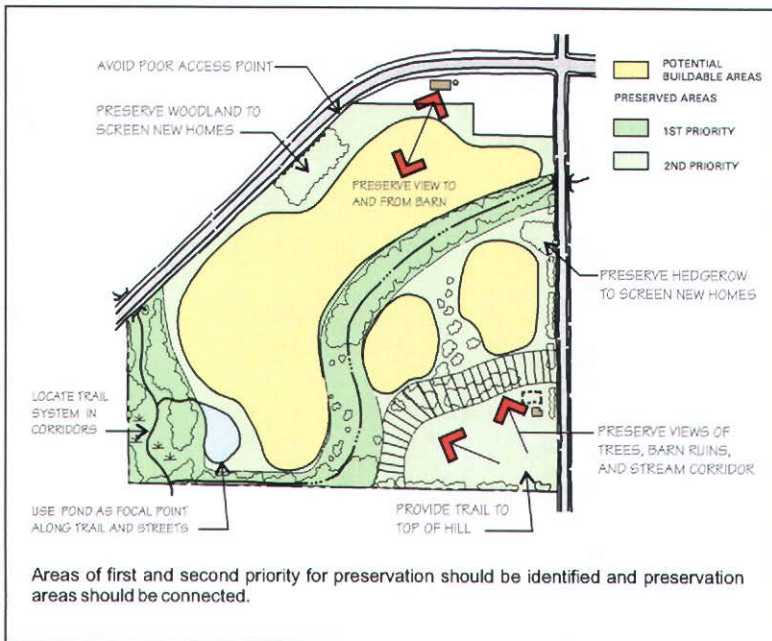 AVOID POOR ACCESS POINT
PRESERVE WOODLAND TO
SCREEN NEW HOMES
PRESERVE VIEW TO
AND FROM BARN
POTENTIAL
BUILDABLE AREAS
PRESERVED AREAS
1ST PRIORITY
2ND PRIORITY
PRESERVE HEDGEROW
TO SCREEN NEW HOMES
LOCATE TRAIL
SYSTEM IN
CORRIDORS
PRESERVE VIEWS OF
TREES, BARN RUINS,
AND STREAM CORRIDOR
USE POND AS FOCAL POINT
ALONG TRAIL AND STREETS
PROVIDE TRAIL TO
TOP OF HILL
Areas of first and second priority for preservation should be identified and preservation
areas should be connected.